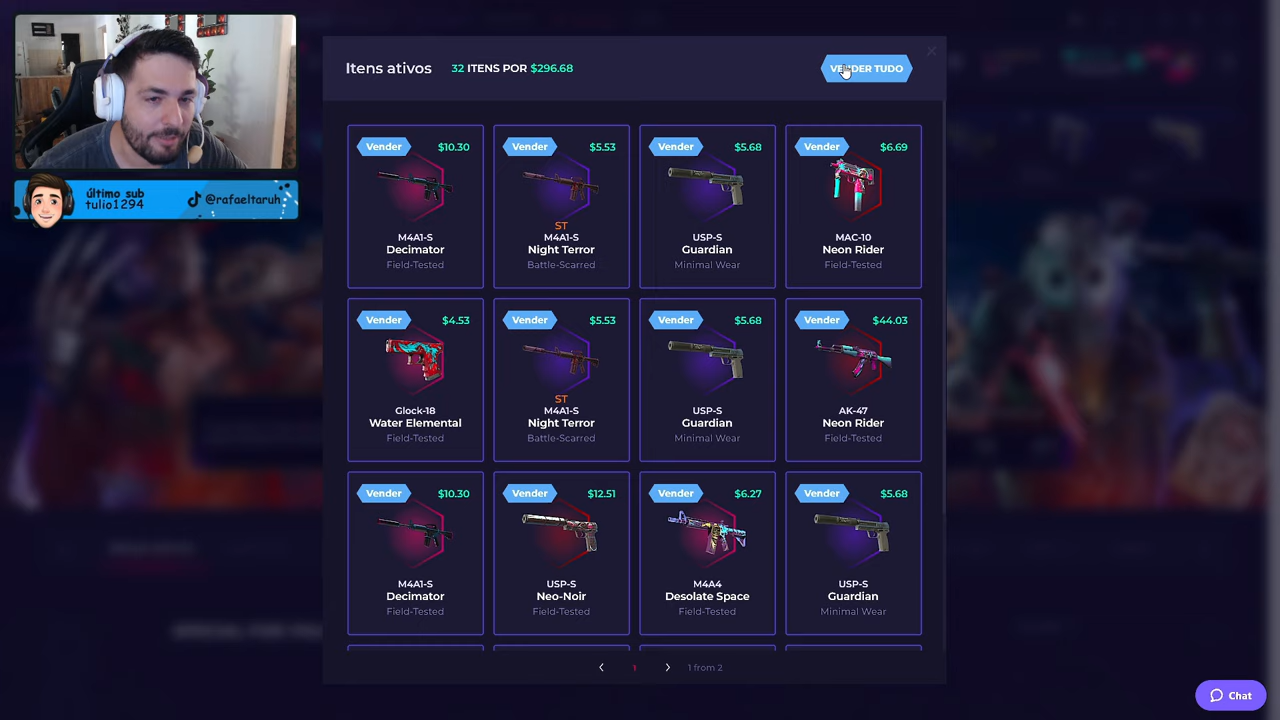 Itens ativos
32 ITENS POR $296.68
VENDER TUDO
último sub
tulio1294
@rafaeltaruh
Vender $10.30
M4A1-S
Decimator
Field-Tested
Vender $5.53
ST
M4A1-S
Night Terror
Battle-Scarred
Vender $5.68
USP-S
Guardian
Minimal Wear
Vender $6.69
MAC-10
Neon Rider
Field-Tested
Vender $4.53
Glock-18
Water Elemental
Field-Tested
Vender $5.53
ST
M4A1-S
Night Terror
Battle-Scarred
Vender $5.68
USP-S
Guardian
Minimal Wear
Vender $44.03
AK-47
Neon Rider
Field-Tested
Vender $10.30
M4A1-S
Decimator
Field-Tested
Vender $12.51
USP-S
Neo-Noir
Field-Tested
Vender $6.27
M4A4
Desolate Space
Field-Tested
Vender $5.68
USP-S
Guardian
Minimal Wear
1 1 from 2
Chat